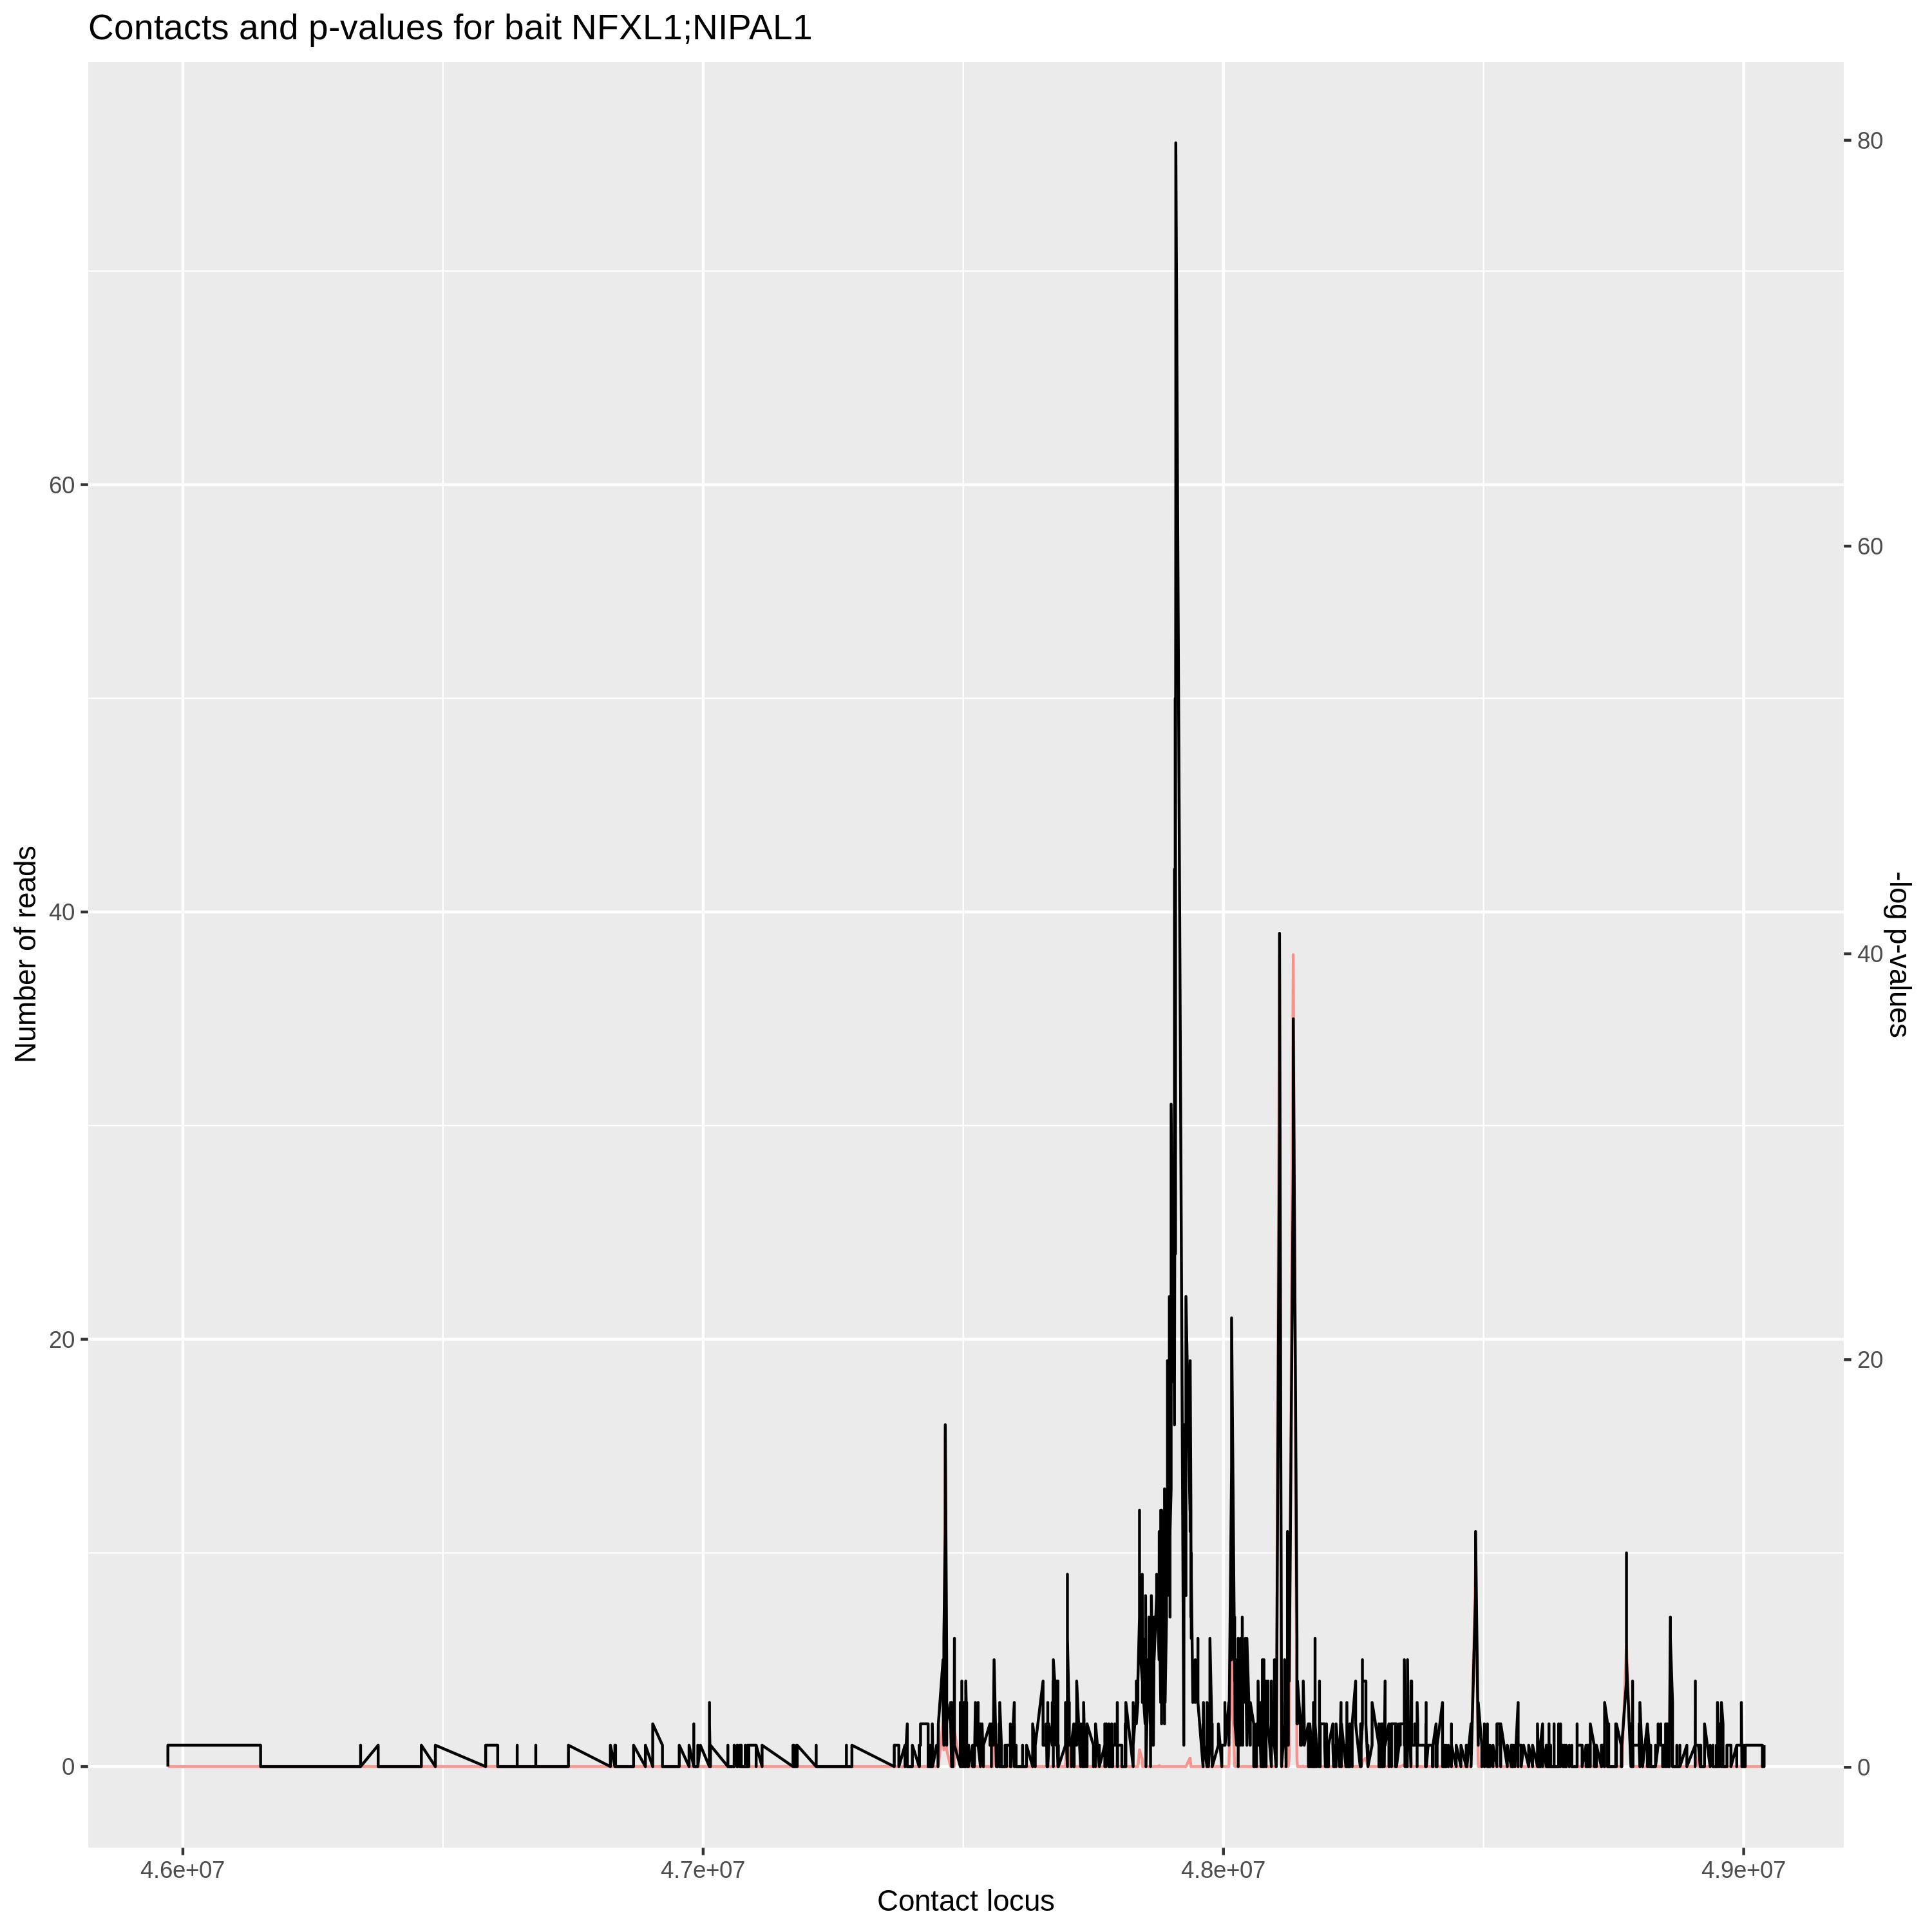 Contacts and p-values for bait NFXL1;NIPAL1
Number of reads
60
40
20
0
80
60
40
20
0
-log p-values
4.6e+07 4.7e+07 4.8e+07 4.9e+07
Contact locus